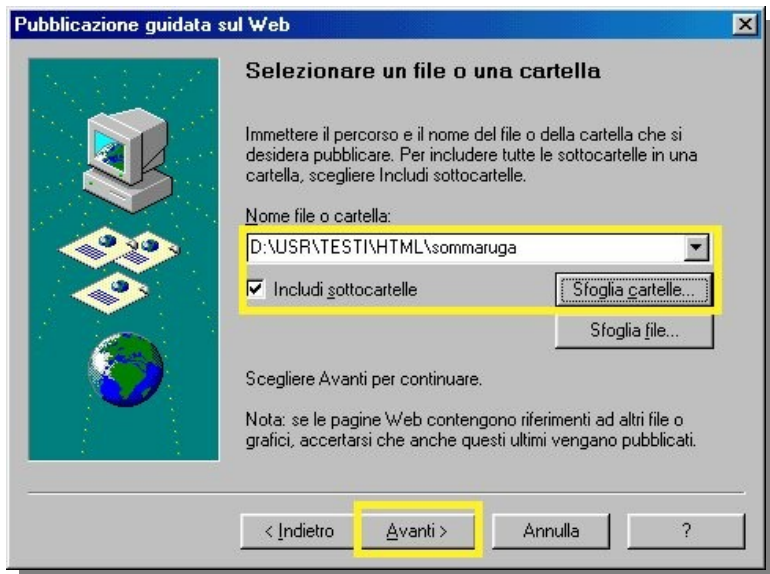 Pubblicazione guidata sul Web
Selezionare un file o una cartella
Immettere il percorso e il nome del file o della cartella che si
desidera pubblicare. Per includere tutte le sottocartelle in una
cartella, scegliere Includi sottocartelle.
Nome file o cartella:
D:\USR\TESTI\HTML\sommaruga
Includi sottocartelle
Sfoglia cartelle...
Sfoglia file...
Scegliere Avanti per continuare.
Nota: se le pagine Web contengono riferimenti ad altri file o
grafici, accertarsi che anche questi ultimi vengano pubblicati.
< Indietro Avanti > Annulla ?